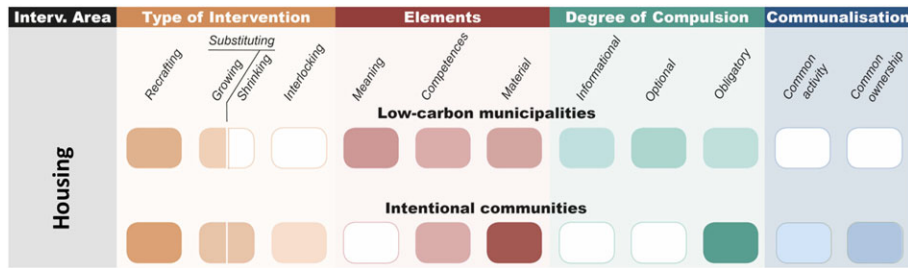 Interv. Area Type of Intervention Elements Degree of Compulsion Communalisation
Substituting
Recrafting Growing Shrinking Interlocking Meaning Competences Material Informational Optional Obligatory Common activity Common ownership
Low-carbon municipalities
Housing
Intentional communities